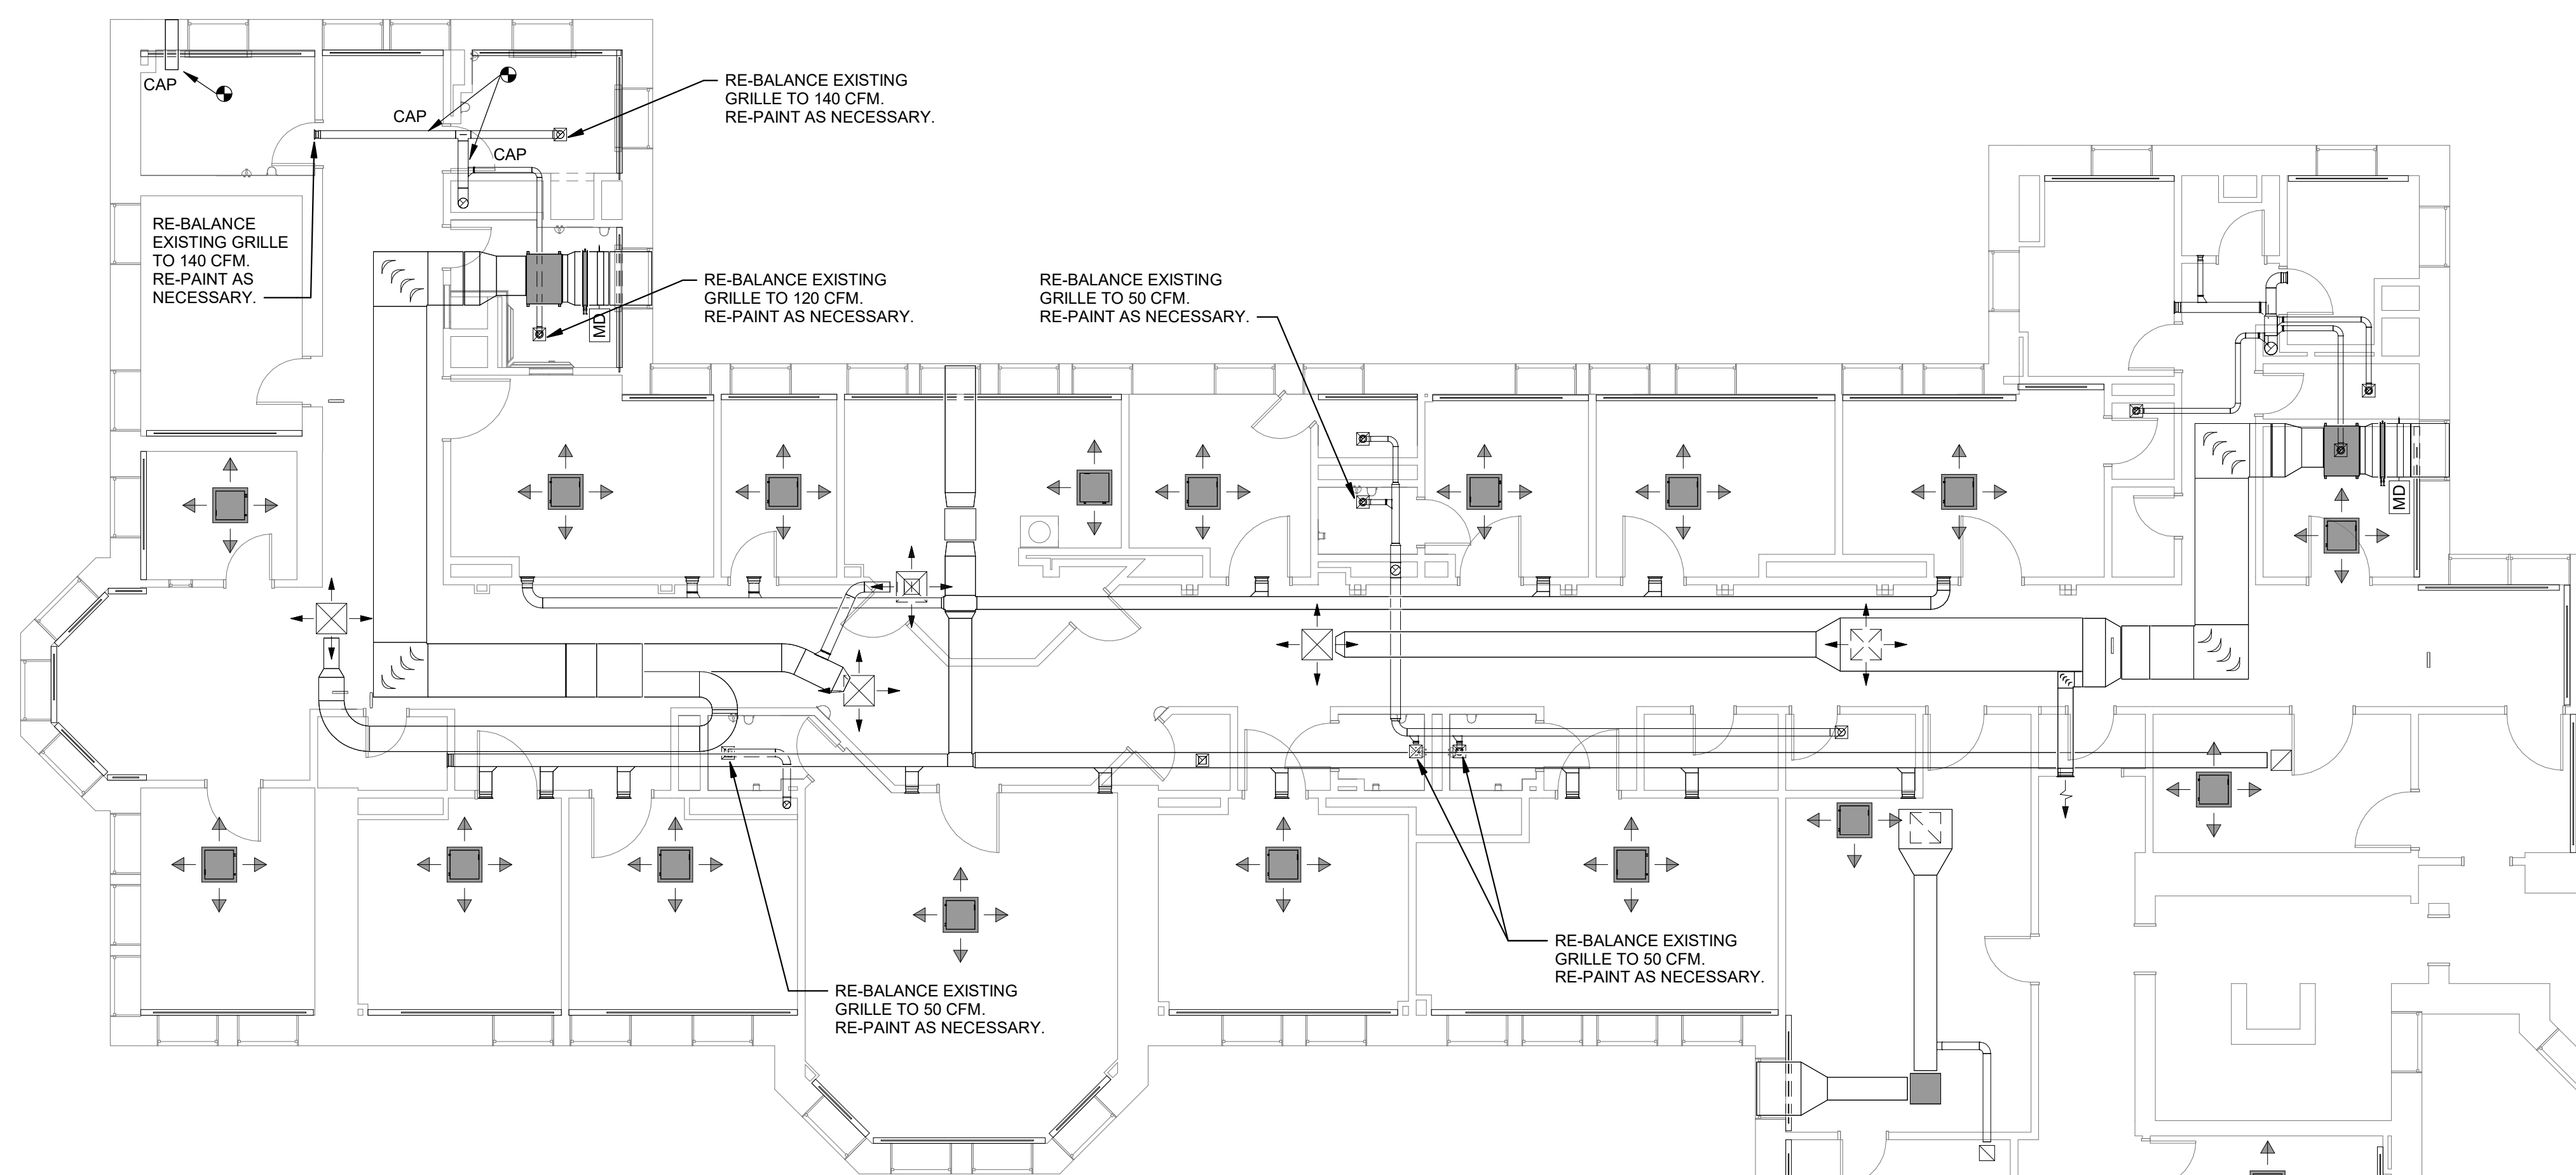 CAP
RE-BALANCE EXISTING
GRILLE TO 140 CFM.
RE-PAINT AS NECESSARY.
CAP
CAP
RE-BALANCE
EXISTING GRILLE
TO 140 CFM.
RE-PAINT AS
NECESSARY.
RE-BALANCE EXISTING
GRILLE TO 120 CFM.
RE-PAINT AS NECESSARY.
MD
RE-BALANCE EXISTING
GRILLE TO 50 CFM.
RE-PAINT AS NECESSARY.
MD
RE-BALANCE EXISTING
GRILLE TO 50 CFM.
RE-PAINT AS NECESSARY.
RE-BALANCE EXISTING
GRILLE TO 50 CFM.
RE-PAINT AS NECESSARY.